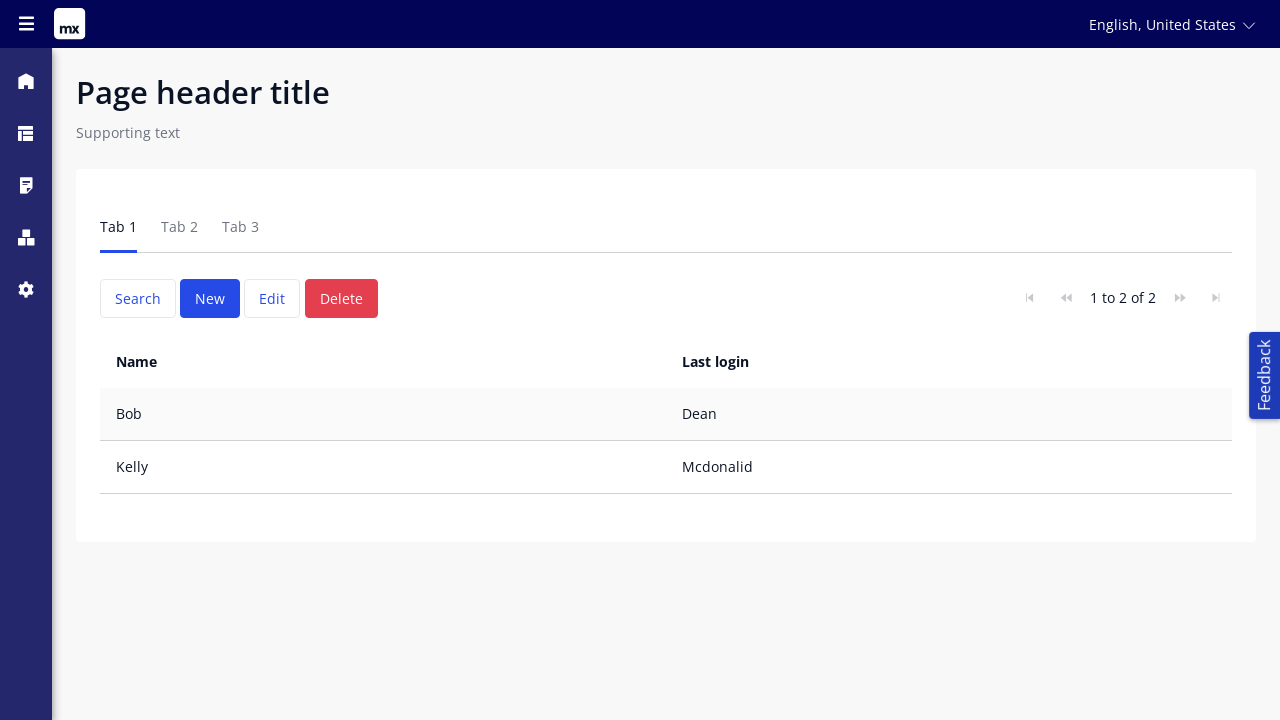 mx
English, United States
Page header title
Supporting text
Tab 1 Tab 2 Tab 3
Search New Edit Delete 1 to 2 of 2
Name Last login
Bob Dean
Kelly Mcdonalid
Feedback